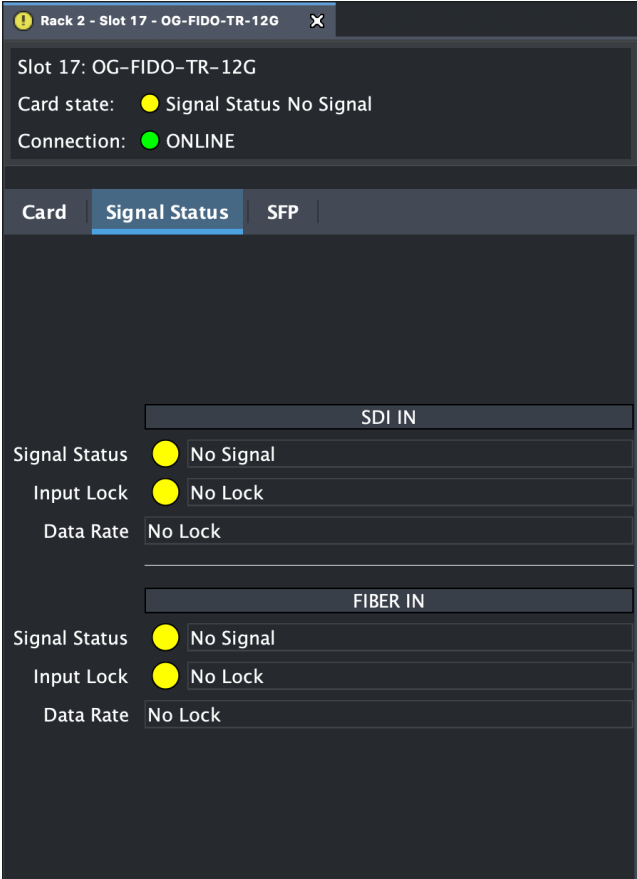 Rack 2 - Slot 17 - OG-FIDO-TR-12G
Slot 17: OG-FIDO-TR-12G
Card state: Signal Status No Signal
Connection: ONLINE
Card Signal Status SFP
SDI IN
Signal Status No Signal
Input Lock No Lock
Data Rate No Lock
FIBER IN
Signal Status No Signal
Input Lock No Lock
Data Rate No Lock